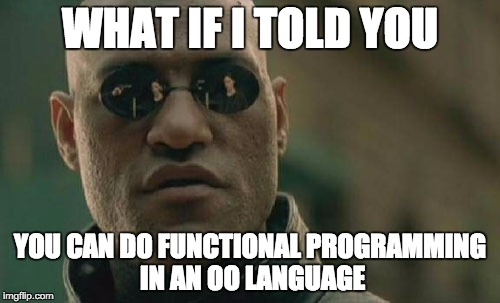 WHAT IF I TOLD YOU
YOU CAN DO FUNCTIONAL PROGRAMMING
IN AN OO LANGUAGE
imgflip.com